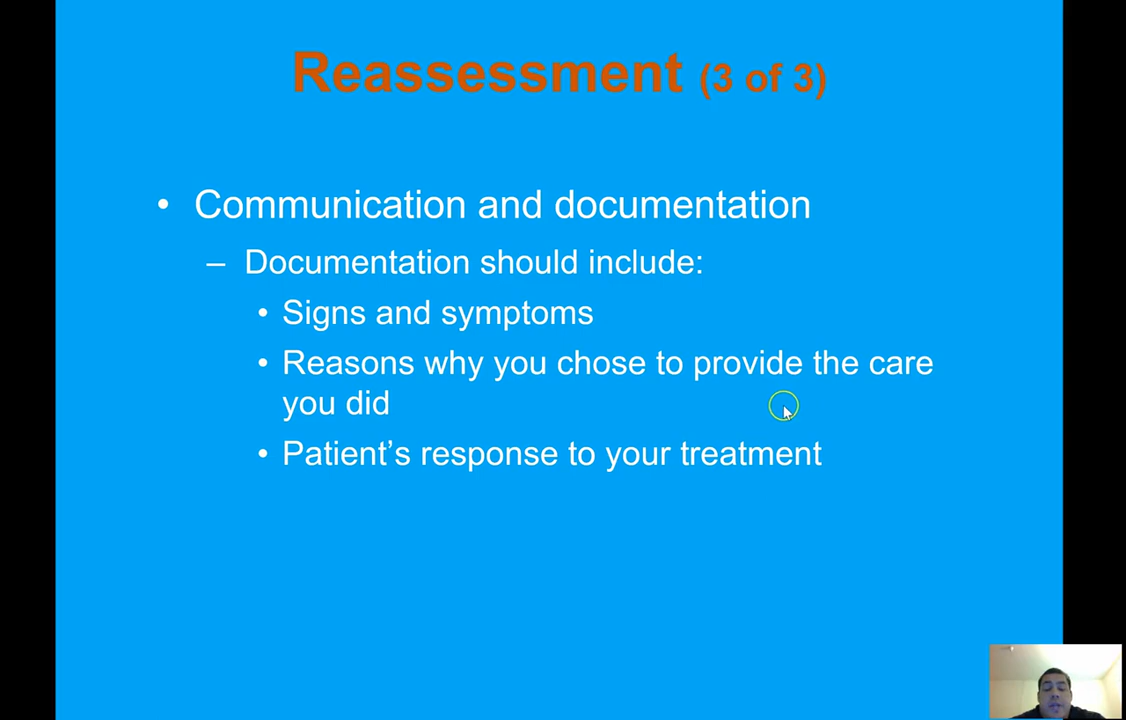 Reassessment (3 of 3)
• Communication and documentation
– Documentation should include:
• Signs and symptoms
• Reasons why you chose to provide the care
you did
• Patient’s response to your treatment